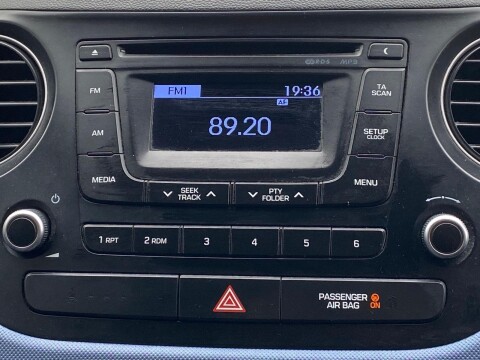 MP3
FM
FM1 19:36
TA
SCAN
AF
89.20
AM
SETUP
CLOCK
MEDIA
SEEK
TRACK
PTY
FOLDER
MENU
1 RPT
2 RDM
3
4
5
6
PASSENGER
AIR BAG
ON